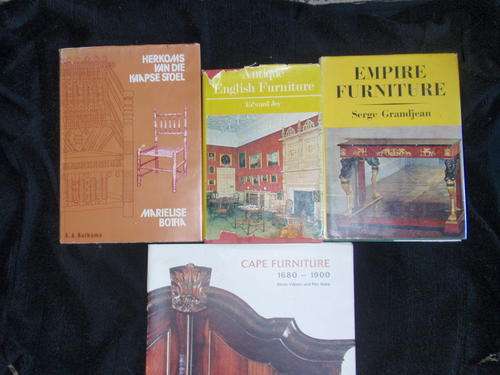 HERKOMS
VAN DIE
KAAPSE STOEL
MARIELISE
BOTHA
A. A. Balkema
Antique
English Furniture
Edward Joy
EMPIRE
FURNITURE
Serge Grandjean
CAPE FURNITURE
1680 – 1900
and